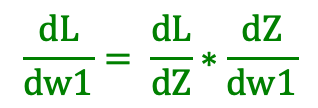 dL/dw1 = dL/dZ * dZ/dw1